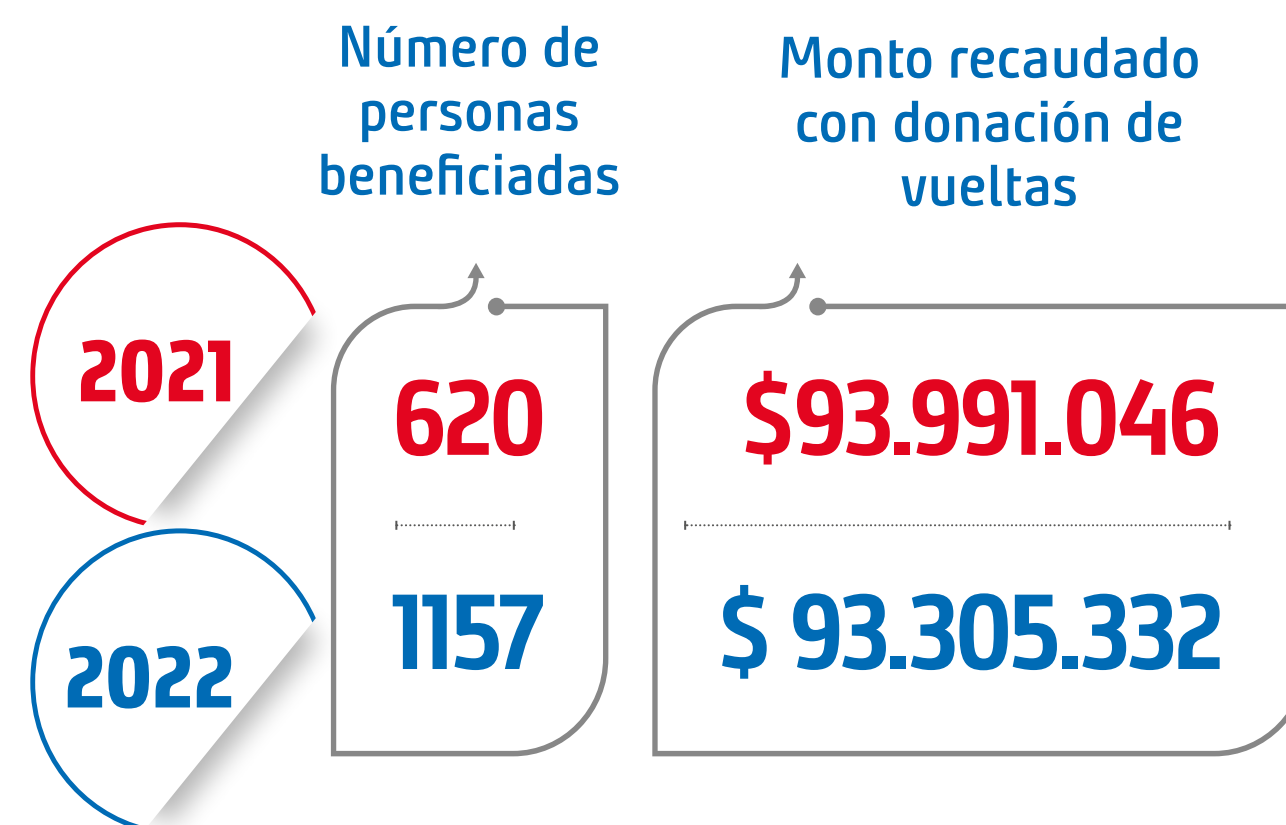 Número de
personas
beneficiadas
Monto recaudado
con donación de
vueltas
2021
620
$93.991.046
2022
1157
$ 93.305.332